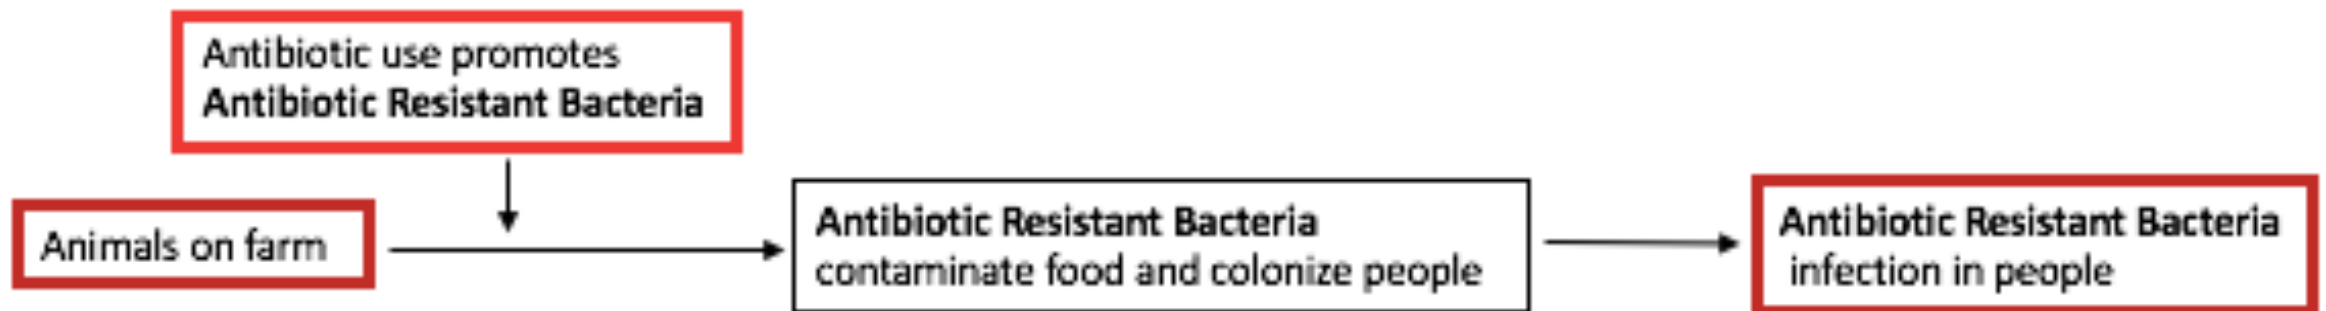 Antibiotic use promotes
Antibiotic Resistant Bacteria
Animals on farm
Antibiotic Resistant Bacteria
contaminate food and colonize people
Antibiotic Resistant Bacteria
infection in people